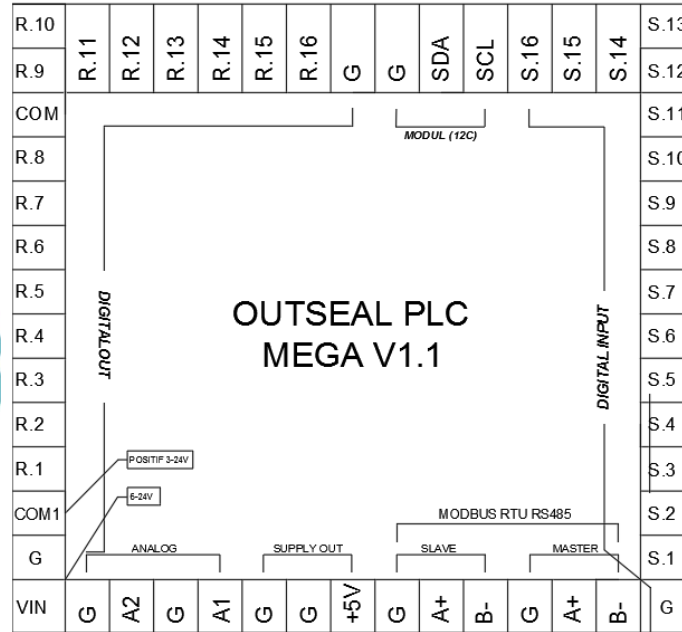 R.10
R.11
R.12
R.13
R.14
R.15
R.16
G
G
SDA
SCL
S.16
S.15
S.14
S.13
R.9
S.12
COM
S.11
MODUL (12C)
R.8
S.10
R.7
S.9
R.6
S.8
R.5
S.7
DIGITALOUT
OUTSEAL PLC
MEGA V1.1
DIGITAL INPUT
R.4
S.6
R.3
S.5
R.2
S.4
R.1
POSITIF 3-24V
S.3
6-24V
COM1
MODBUS RTU RS485
S.2
G
ANALOG
SUPPLY OUT
SLAVE
MASTER
S.1
VIN
G
A2
G
A1
G
G
+5V
G
A+
B-
G
A+
B-
G